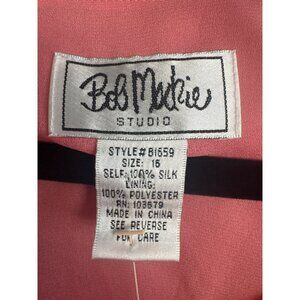 Bob Mackie
STUDIO
STYLE# 81659
SIZE: 16
SELF: 100% SILK
LINING:
100% POLYESTER
RN: 103679
MADE IN CHINA
SEE REVERSE
FOR CARE